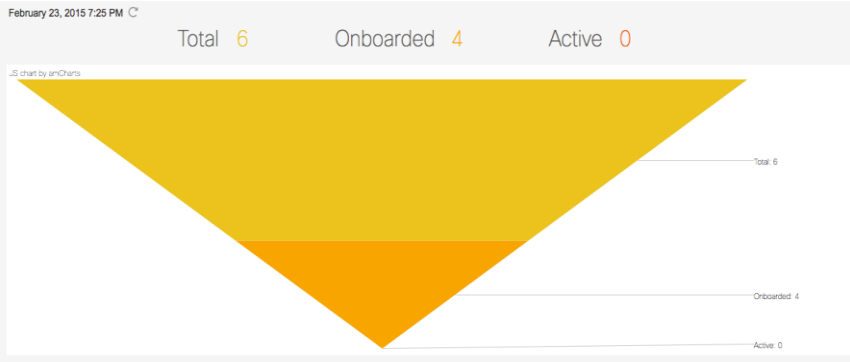 February 23, 2015 7:25 PM
Total 6 Onboarded 4 Active 0
JS chart by amCharts
Total: 6
Onboarded: 4
Active: 0